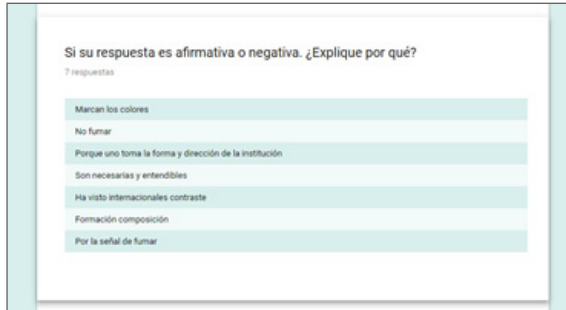 Si su respuesta es afirmativa o negativa. ¿Explique por qué?
7 respuestas
Marcan los colores
No fumar
Porque uno toma la forma y dirección de la institución
Son necesarias y entendibles
Ha visto internacionales contraste
Formación composición
Por la señal de fumar